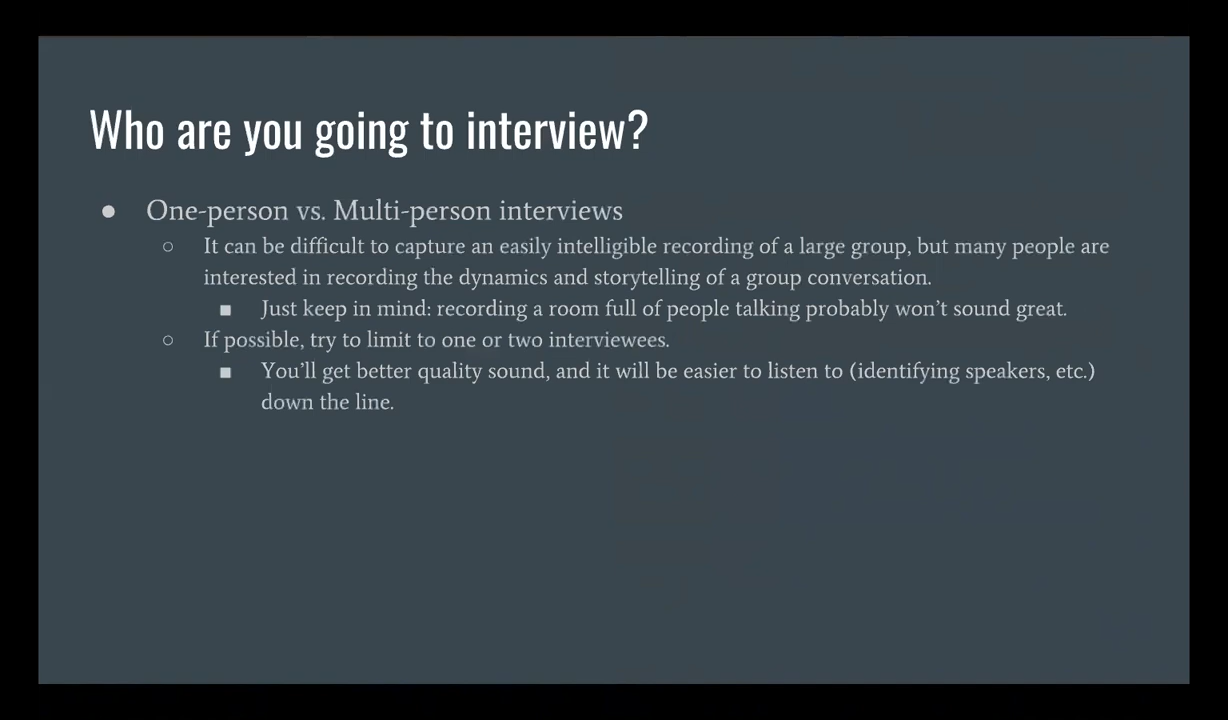 Who are you going to interview?
● One-person vs. Multi-person interviews
○ It can be difficult to capture an easily intelligible recording of a large group, but many people are
interested in recording the dynamics and storytelling of a group conversation.
■ Just keep in mind: recording a room full of people talking probably won’t sound great.
○ If possible, try to limit to one or two interviewees.
■ You’ll get better quality sound, and it will be easier to listen to (identifying speakers, etc.)
down the line.